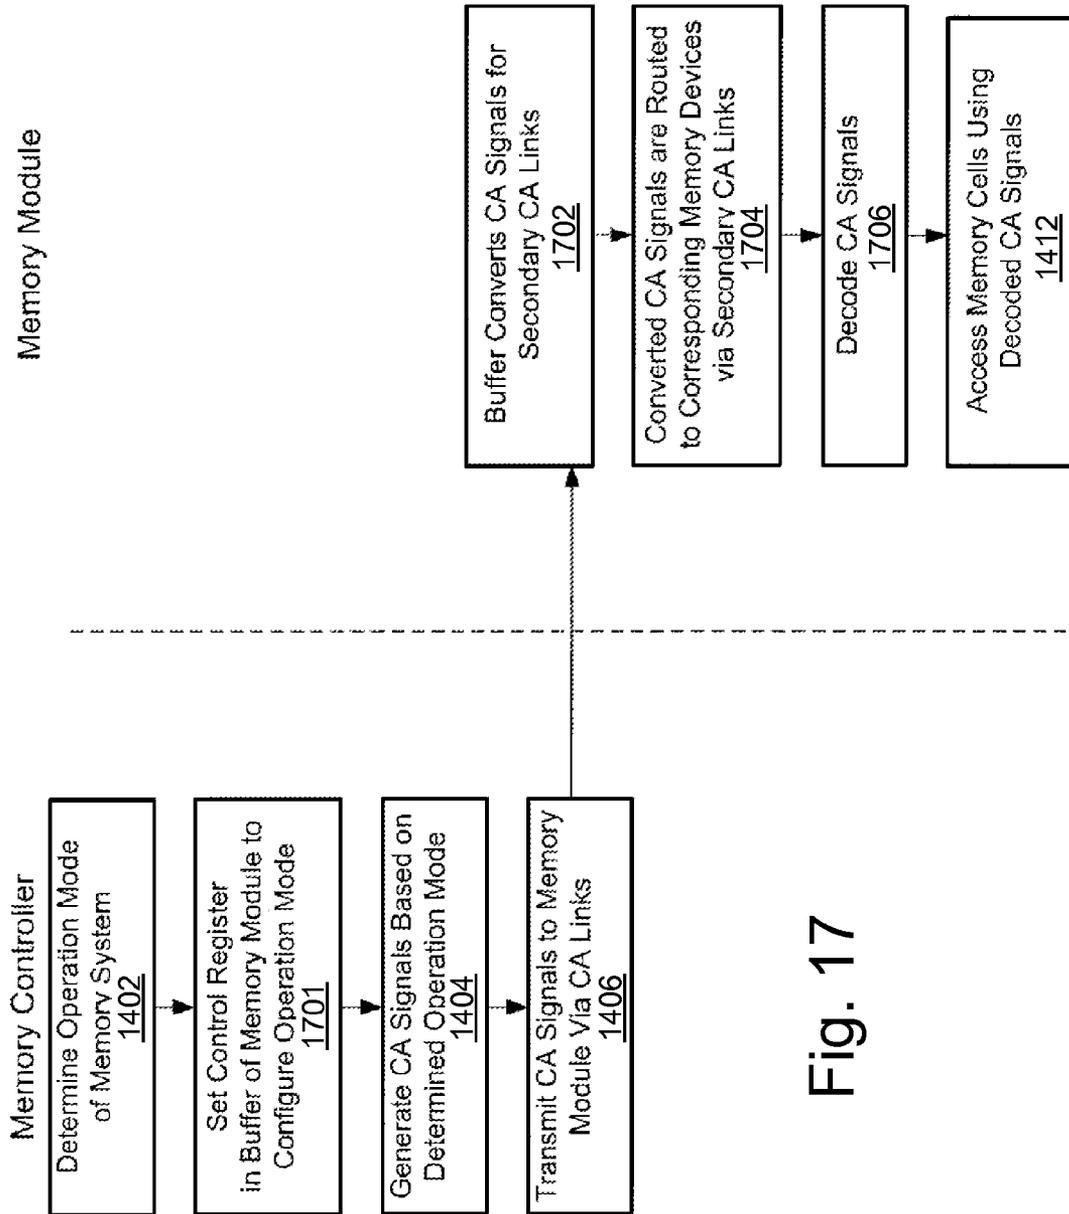 Memory Controller
Determine Operation Mode
of Memory System
1402
Set Control Register
in Buffer of Memory Module to
Configure Operation Mode
1701
Generate CA Signals Based on
Determined Operation Mode
1404
Transmit CA Signals to Memory
Module Via CA Links
1406
Memory Module
Buffer Converts CA Signals for
Secondary CA Links
1702
Converted CA Signals are Routed
to Corresponding Memory Devices
via Secondary CA Links
1704
Decode CA Signals
1706
Access Memory Cells Using
Decoded CA Signals
1412
Fig. 17